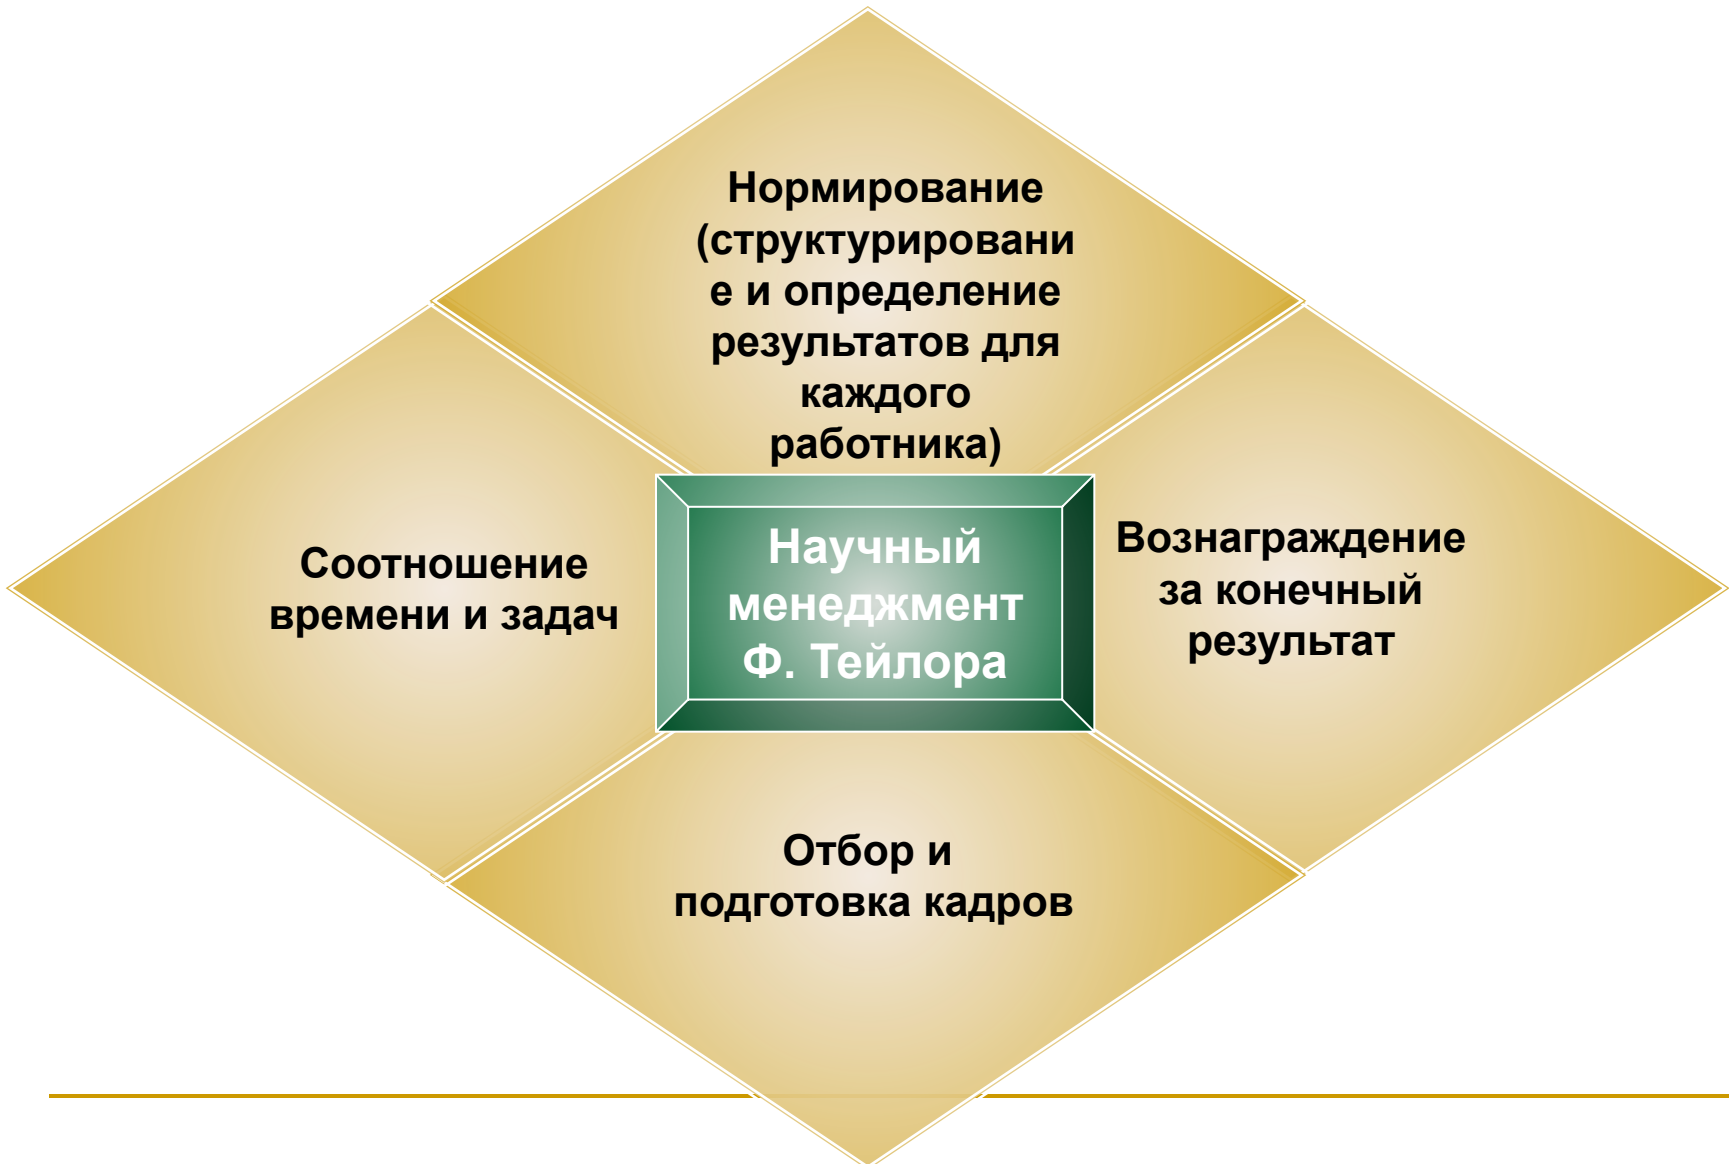 Нормирование
(структурировани
е и определение
результатов для
каждого
работника)
Соотношение
времени и задач
Научный
менеджмент
Ф. Тейлора
Вознаграждение
за конечный
результат
Отбор и
подготовка кадров